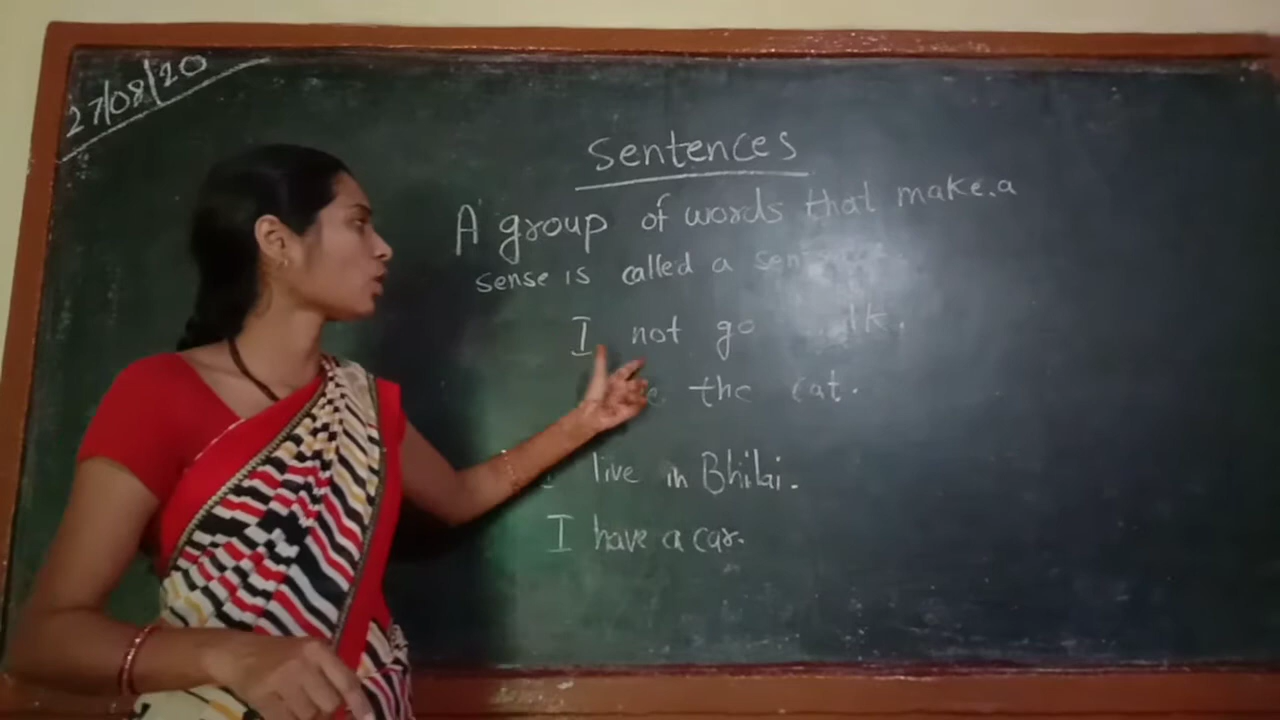 27/08/20
Sentences
A group of words that make.a
sense is called a
I not go
the cat.
live in Bhilai.
I have a car.